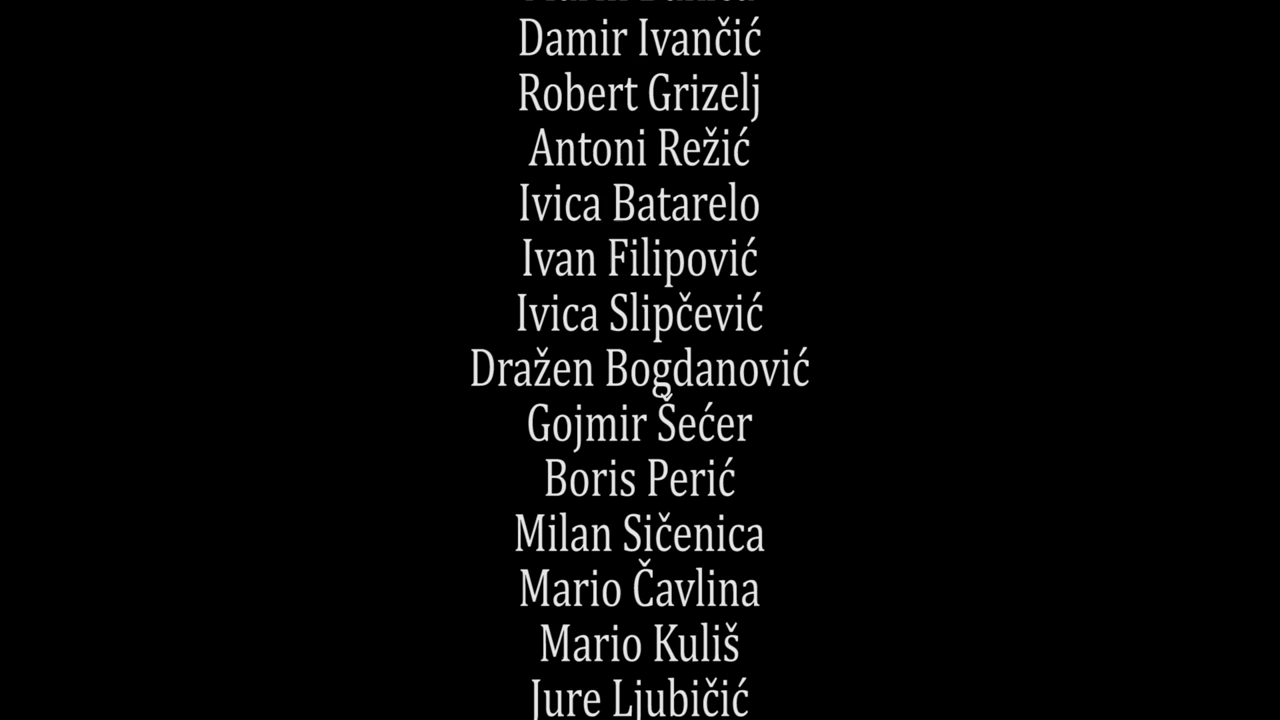 Damir Ivančić
Robert Grizelj
Antoni Režić
Ivica Batarelo
Ivan Filipović
Ivica Slipčević
Dražen Bogdanović
Gojmir Šećer
Boris Perić
Milan Sičenica
Mario Čavlina
Mario Kuliš
Jure Ljubičić